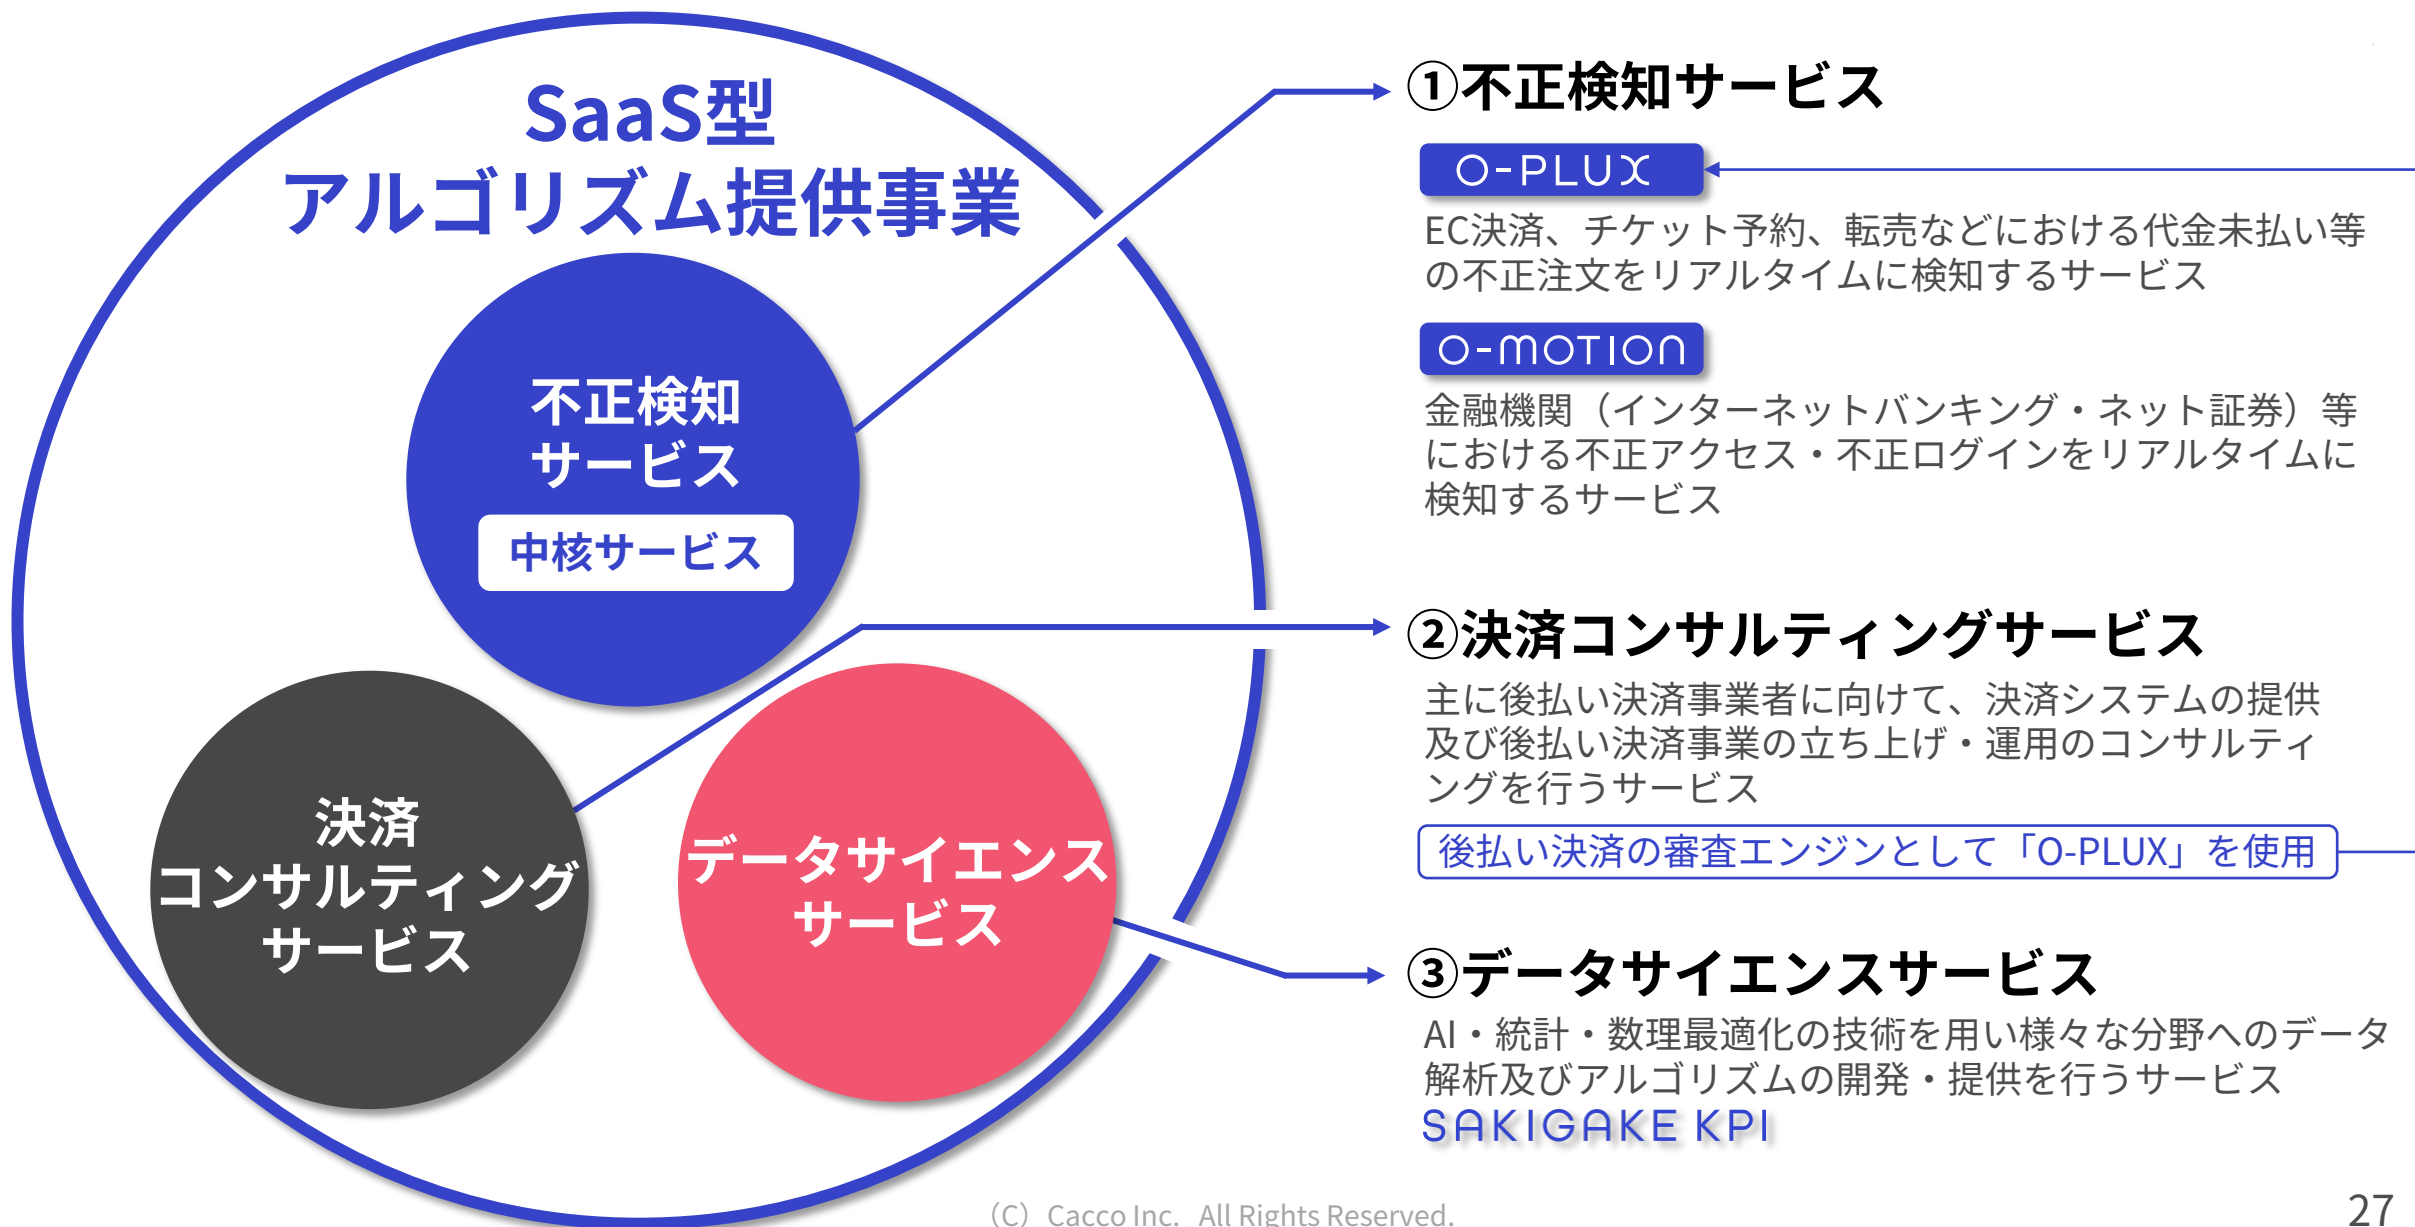 SaaS型
アルゴリズム提供事業
不正検知
サービス
中核サービス
決済
コンサルティング
サービス
データサイエンス
サービス
①不正検知サービス
O-PLUX
EC決済、チケット予約、転売などにおける代金未払い等
の不正注文をリアルタイムに検知するサービス
O-MOTION
金融機関（インターネットバンキング・ネット証券）等
における不正アクセス・不正ログインをリアルタイムに
検知するサービス
②決済コンサルティングサービス
主に後払い決済事業者に向けて、決済システムの提供
及び後払い決済事業の立ち上げ・運用のコンサルティ
ングを行うサービス
後払い決済の審査エンジンとして「O-PLUX」を使用
③データサイエンスサービス
AI・統計・数理最適化の技術を用い様々な分野へのデータ
解析及びアルゴリズムの開発・提供を行うサービス
SAKIGAKE KPI
（C）Cacco Inc. All Rights Reserved.
27